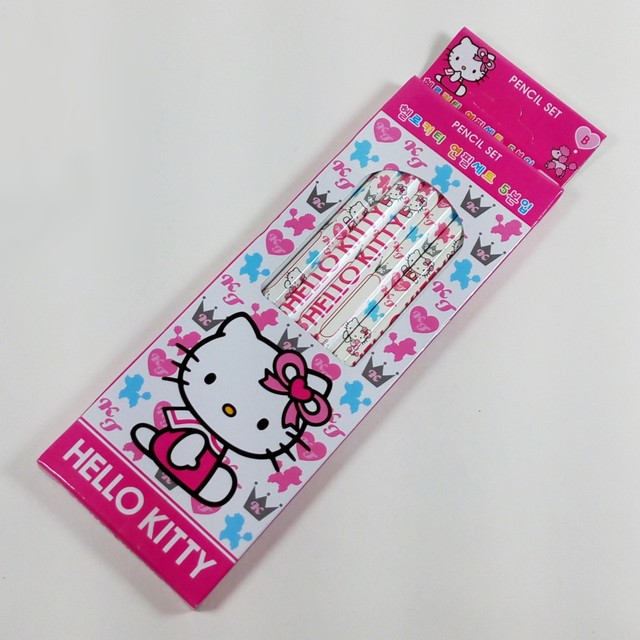 PENCIL SET
B
PENCIL SET
헬로키티 연필세트 5본입
HELLO KITTY
HELLO KITTY
HELLO KITTY